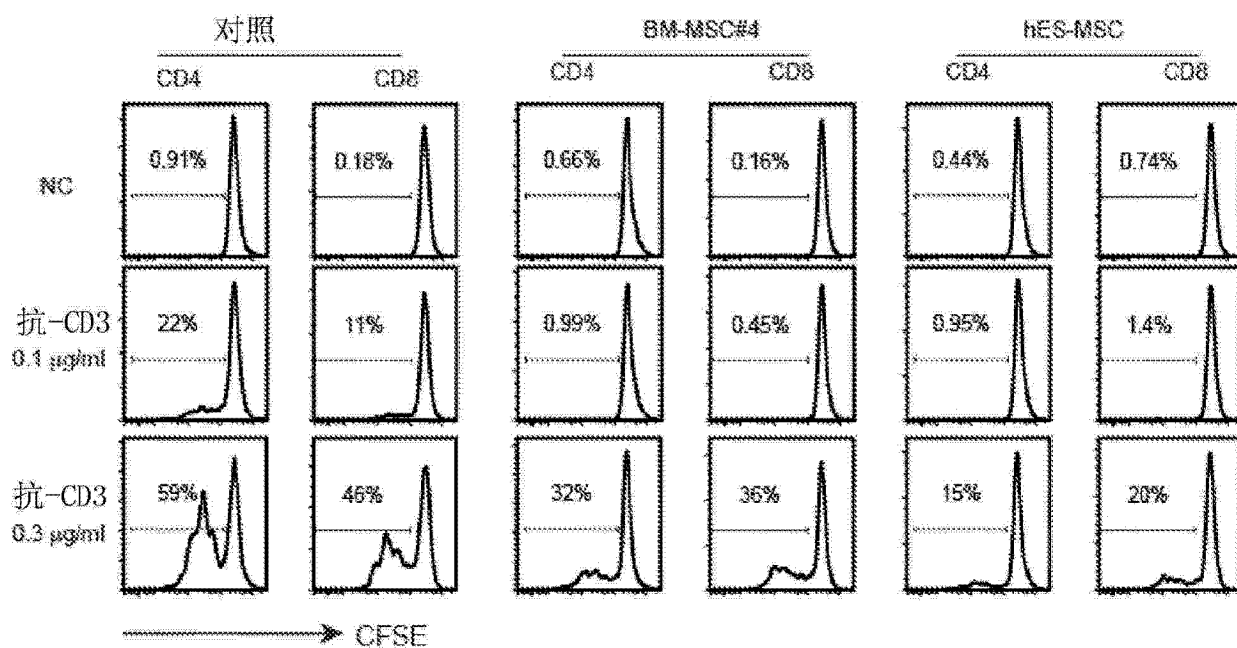 对照 BM-MSC#4 hES-MSC
CD4 CD8 CD4 CD8 CD4 CD8
NC 0.91% 0.18% 0.66% 0.16% 0.44% 0.74%
抗-CD3 22% 11% 0.99% 0.45% 0.95% 1.4%
0.1 µg/ml
抗-CD3 59% 46% 32% 36% 15% 20%
0.3 µg/ml
CFSE